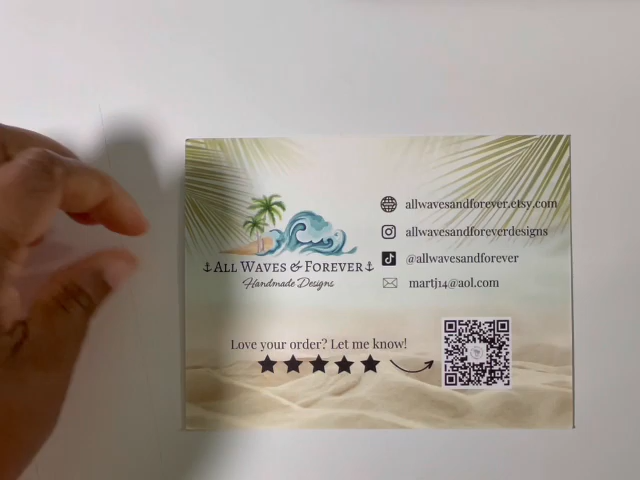 ⚓ALL WAVES & FOREVER⚓
Handmade Designs
allwavesandforever.etsy.com
allwavesandforeverdesigns
@allwavesandforever
martj14@aol.com
Love your order? Let me know!